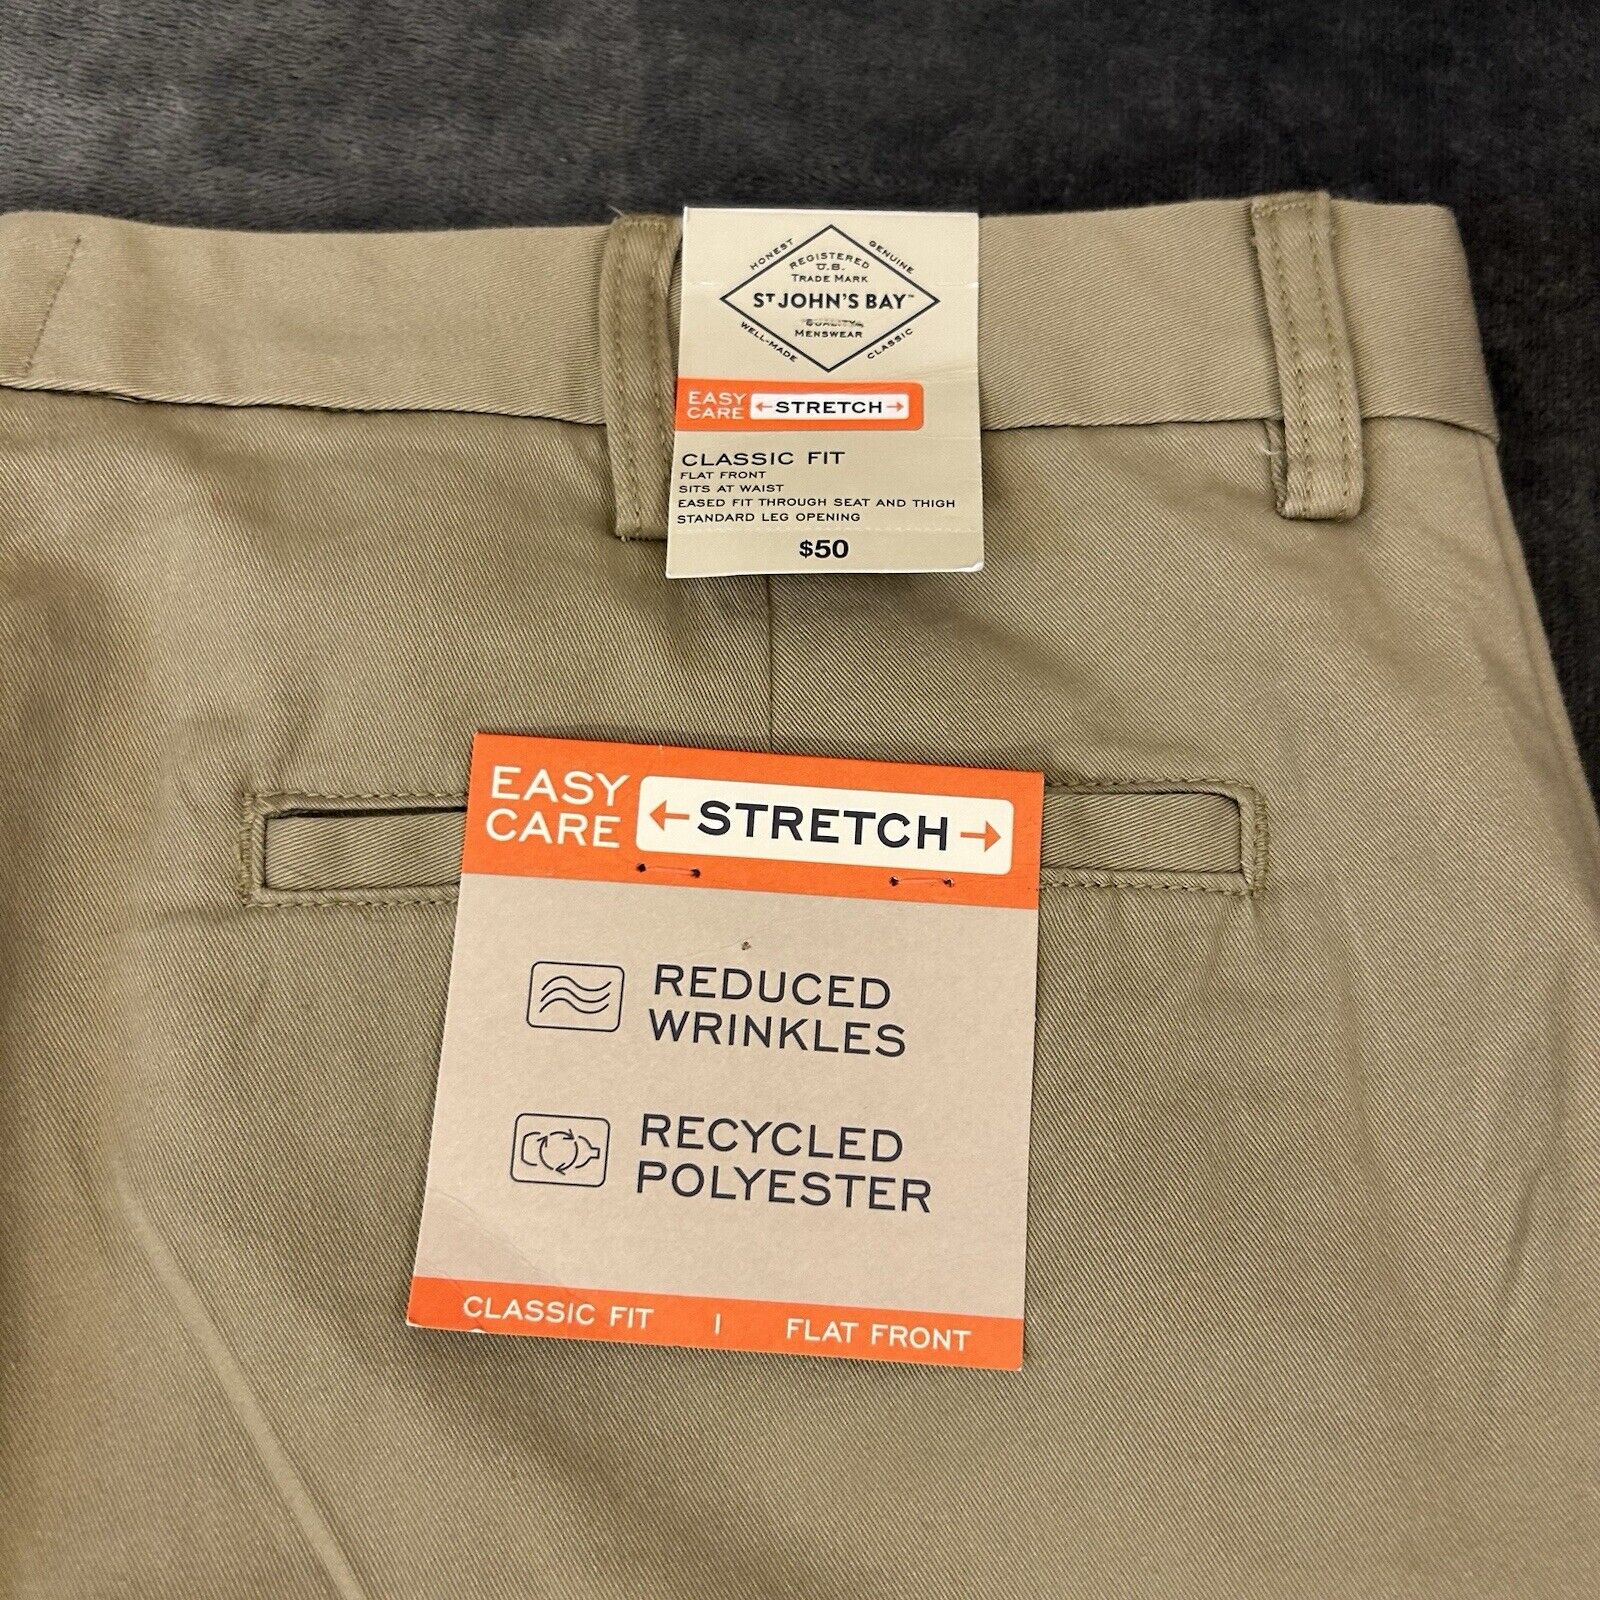 HONEST
GENUINE
REGISTERED
U.S.
TRADE MARK
ST JOHN'S BAY™
QUALITY
MENSWEAR
WELL-MADE
CLASSIC
EASY
CARE
STRETCH
CLASSIC FIT
FLAT FRONT
SITS AT WAIST
EASED FIT THROUGH SEAT AND THIGH
STANDARD LEG OPENING
$50
EASY
CARE
STRETCH
REDUCED
WRINKLES
RECYCLED
POLYESTER
CLASSIC FIT | FLAT FRONT